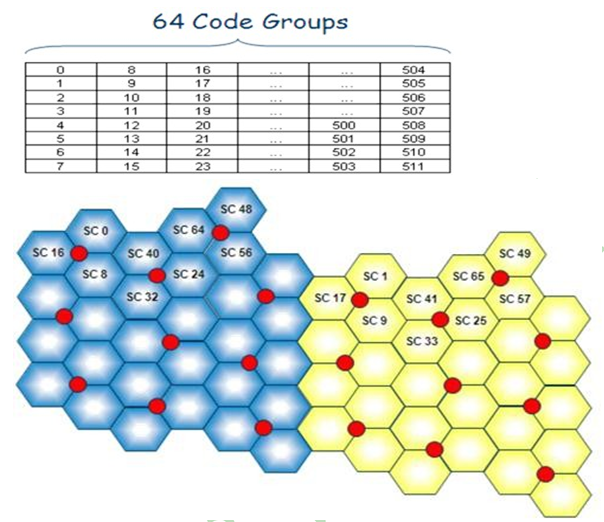 64 Code Groups
0 8 16 ... ... 504
1 9 17 ... ... 505
2 10 18 ... ... 506
3 11 19 ... ... 507
4 12 20 ... 500 508
5 13 21 ... 501 509
6 14 22 ... 502 510
7 15 23 ... 503 511
SC 48
SC 0 SC 64
SC 16 SC 40 SC 56 SC 49
SC 8 SC 24 SC 1 SC 65
SC 32 SC 17 SC 41 SC 57
SC 9 SC 25
SC 33